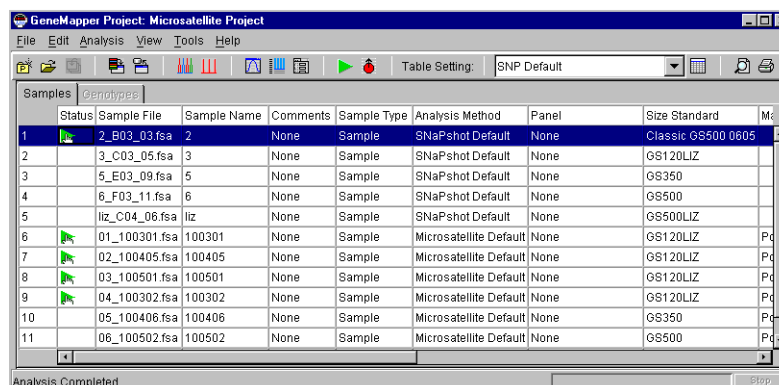 GeneMapper Project: Microsatellite Project
File Edit Analysis View Tools Help
Table Setting: SNP Default
Samples Genotypes
Status Sample File Sample Name Comments Sample Type Analysis Method Panel Size Standard
1 2_B03_03.fsa 2 None Sample SNaPshot Default None Classic GS500 0605
2 3_C03_05.fsa 3 None Sample SNaPshot Default None GS120LIZ
3 5_E03_09.fsa 5 None Sample SNaPshot Default None GS350
4 6_F03_11.fsa 6 None Sample SNaPshot Default None GS500
5 liz_C04_06.fsa liz None Sample SNaPshot Default None GS500LIZ
6 01_100301.fsa 100301 None Sample Microsatellite Default None GS120LIZ
7 02_100405.fsa 100405 None Sample Microsatellite Default None GS120LIZ
8 03_100501.fsa 100501 None Sample Microsatellite Default None GS120LIZ
9 04_100302.fsa 100302 None Sample Microsatellite Default None GS120LIZ
10 05_100406.fsa 100406 None Sample Microsatellite Default None GS350
11 06_100502.fsa 100502 None Sample Microsatellite Default None GS500
Analysis Completed Stop